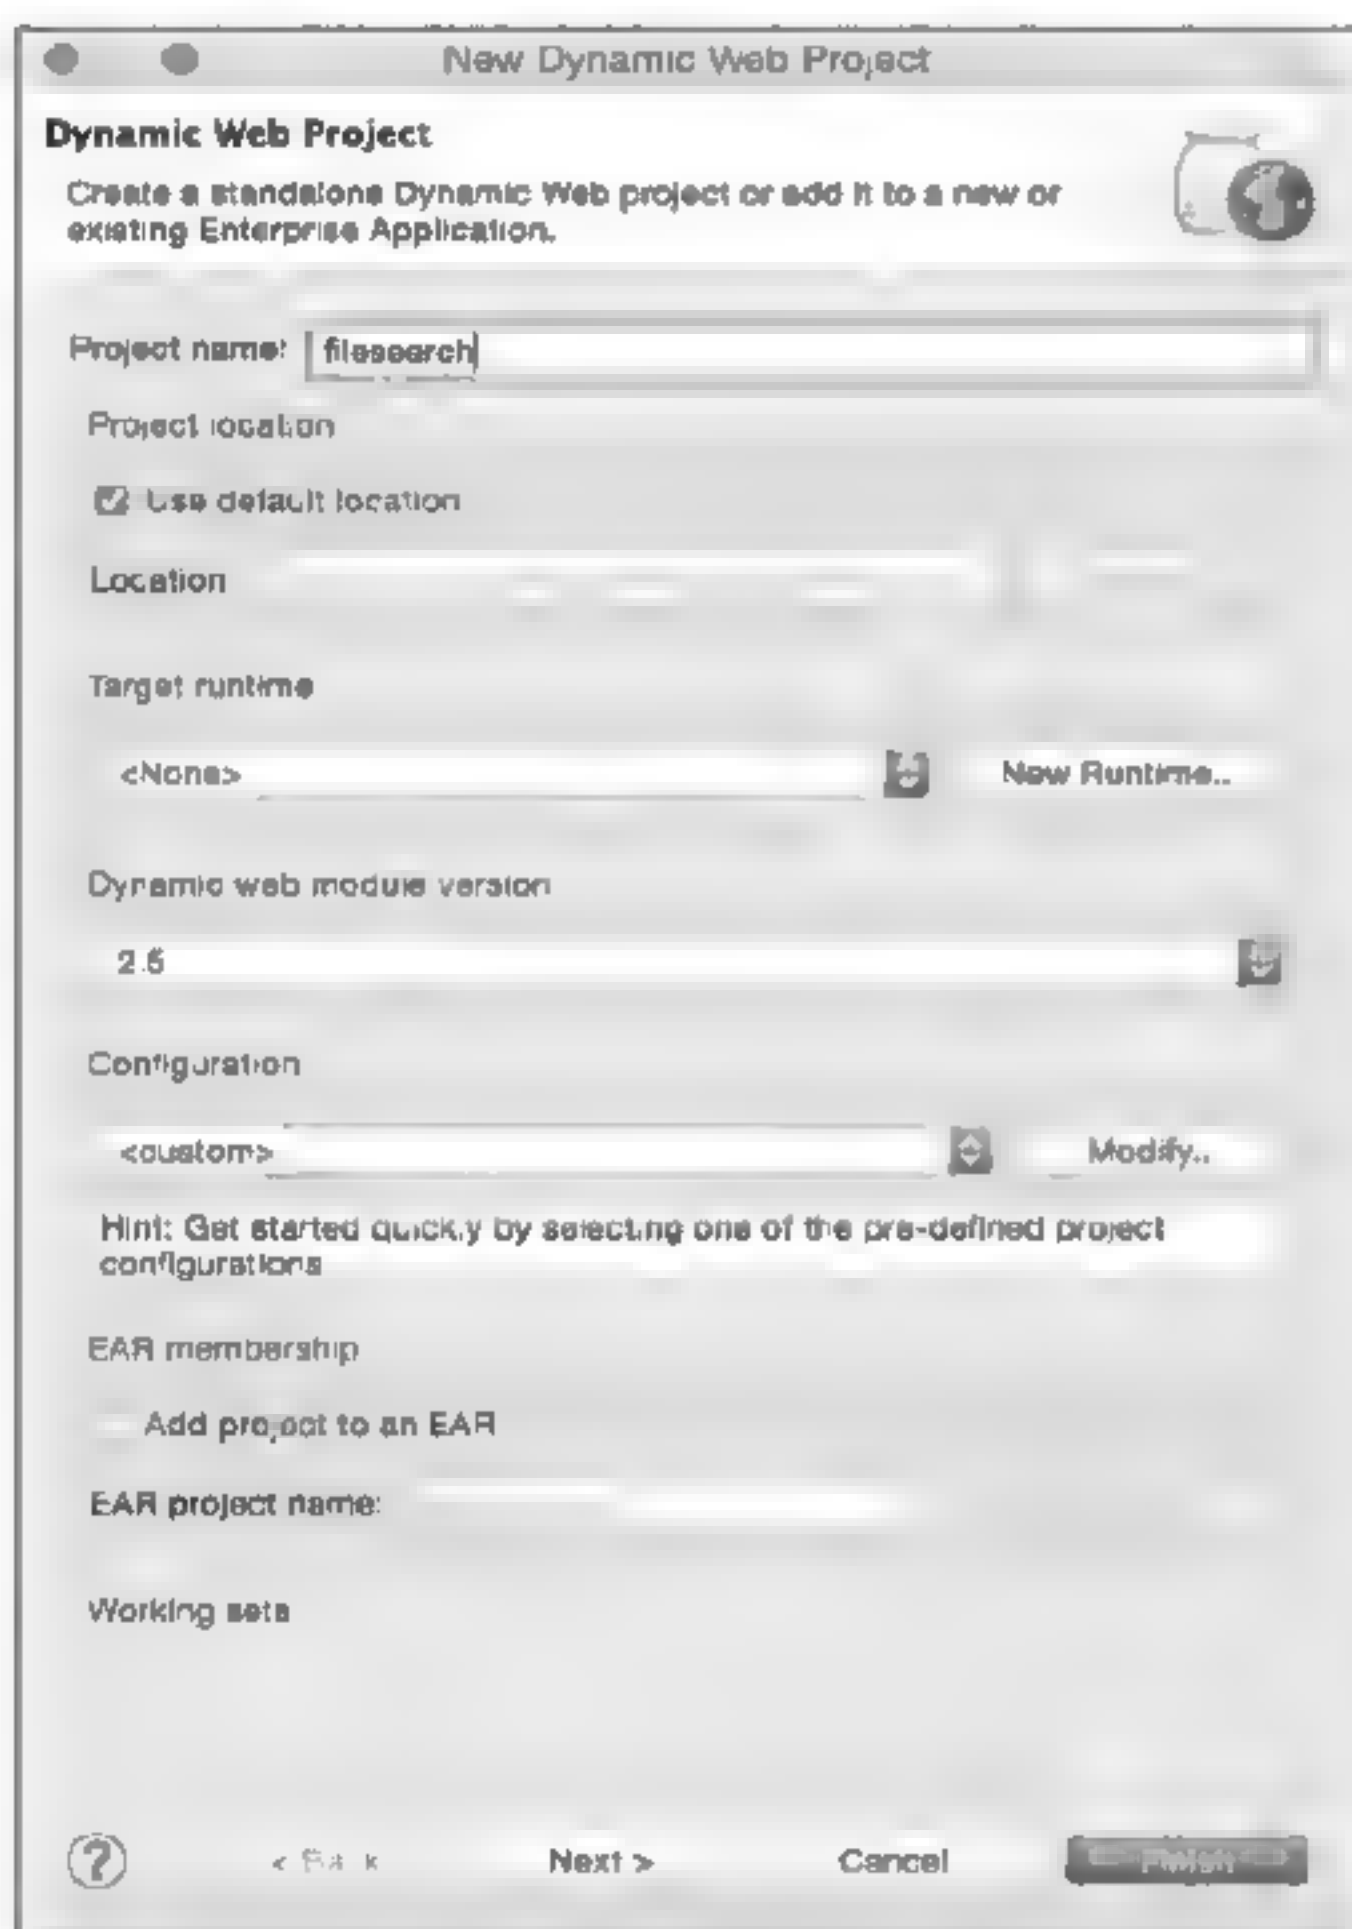 New Dynamic Web Project
Dynamic Web Project
Create a standalone Dynamic Web project or add it to a new or
existing Enterprise Application.
Project name: filesearch
Project location
Use default location
Location
Target runtime
<None> New Runtime..
Dynamic web module version
2.5
Configuration
<custom> Modify..
Hint: Get started quickly by selecting one of the pre-defined project
configurations
EAR membership
Add project to an EAR
EAR project name:
Working sets
? < Back Next > Cancel Finish